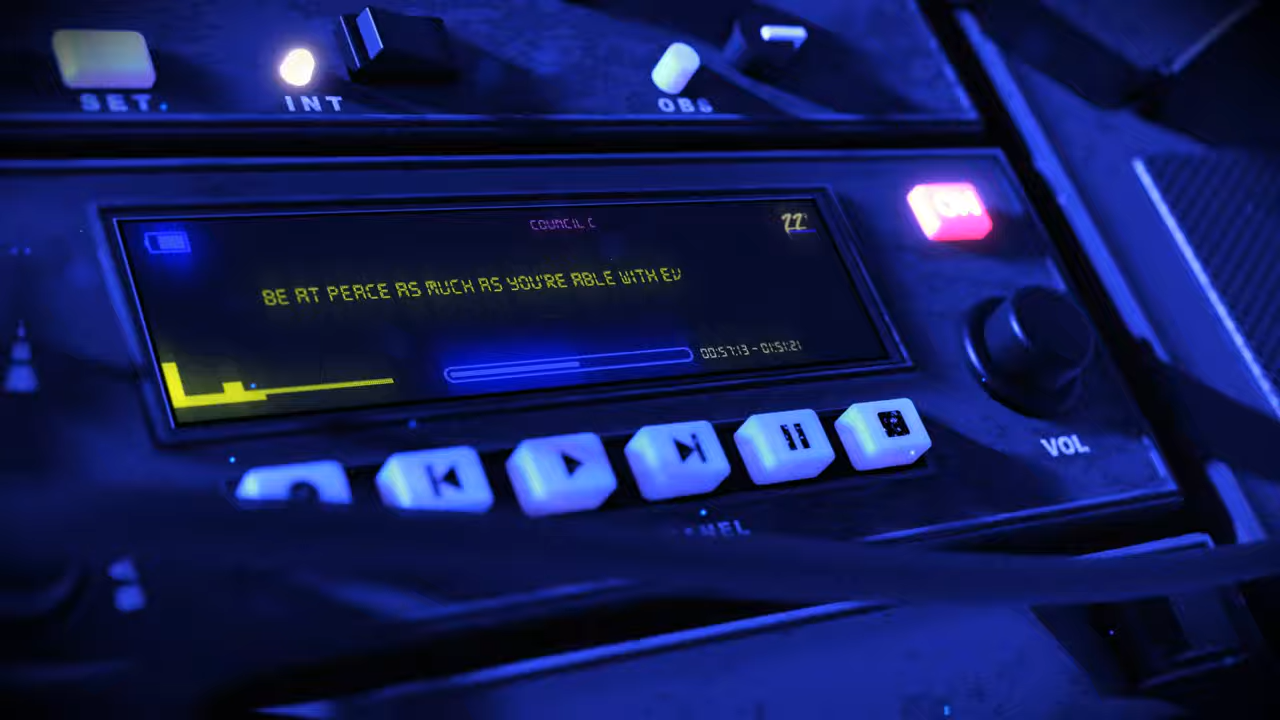 SET
INT
OBS
COUNCIL C
22
ON
BE AT PEACE AS MUCH AS YOU'RE ABLE WITH EV
00:57:13 - 01:51:21
VOL